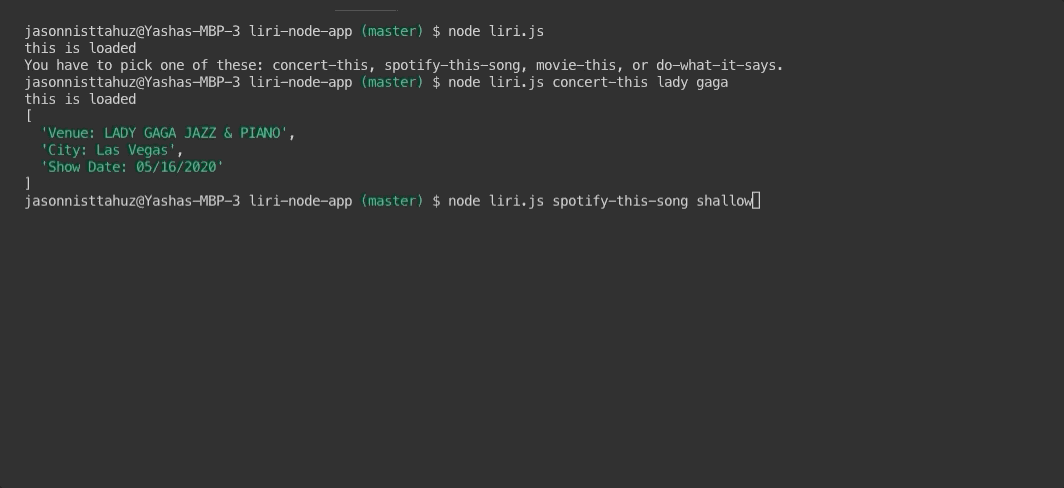 jasonnisttahuz@Yashas-MBP-3 liri-node-app (master) $ node liri.js
this is loaded
You have to pick one of these: concert-this, spotify-this-song, movie-this, or do-what-it-says.
jasonnisttahuz@Yashas-MBP-3 liri-node-app (master) $ node liri.js concert-this lady gaga
this is loaded
[
  'Venue: LADY GAGA JAZZ & PIANO',
  'City: Las Vegas',
  'Show Date: 05/16/2020'
]
jasonnisttahuz@Yashas-MBP-3 liri-node-app (master) $ node liri.js spotify-this-song shallow